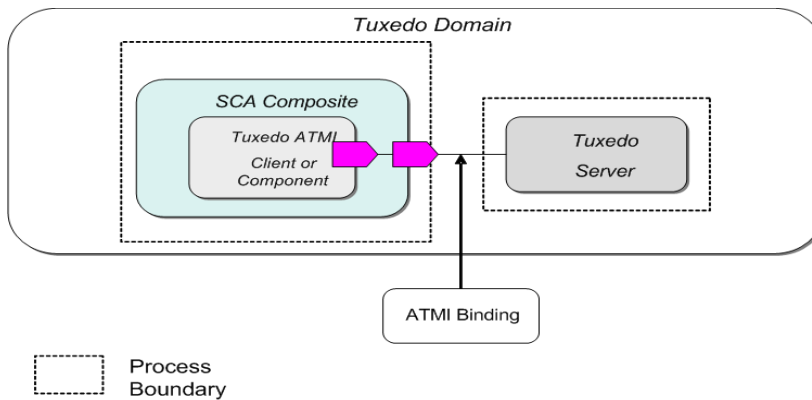 Tuxedo Domain
SCA Composite
Tuxedo ATMI
Client or
Component
Tuxedo
Server
ATMI Binding
Process
Boundary